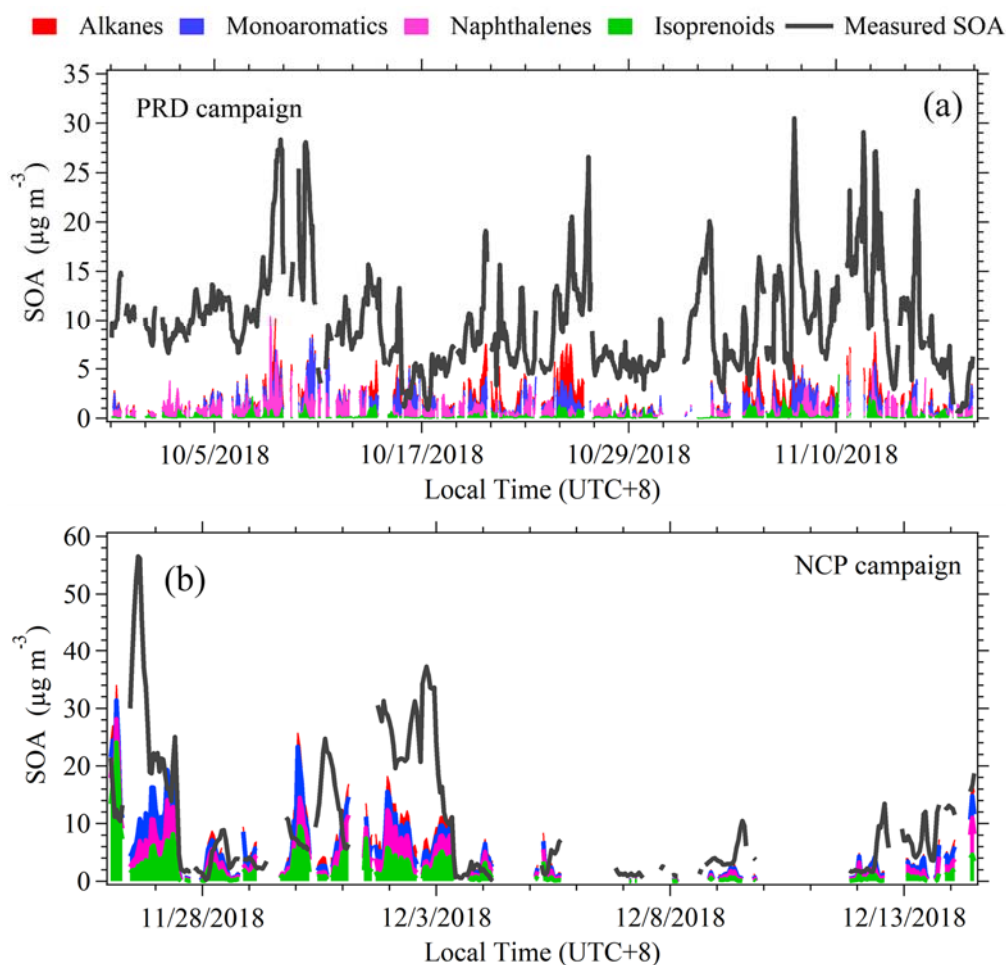 Alkanes Monoaromatics Naphthalenes Isoprenoids Measured SOA
PRD campaign
(a)
35
30
25
20
15
10
5
0
SOA (µg m⁻³)
10/5/2018 10/17/2018 10/29/2018 11/10/2018
Local Time (UTC+8)
(b)
NCP campaign
60
50
40
30
20
10
0
SOA (µg m⁻³)
11/28/2018 12/3/2018 12/8/2018 12/13/2018
Local Time (UTC+8)